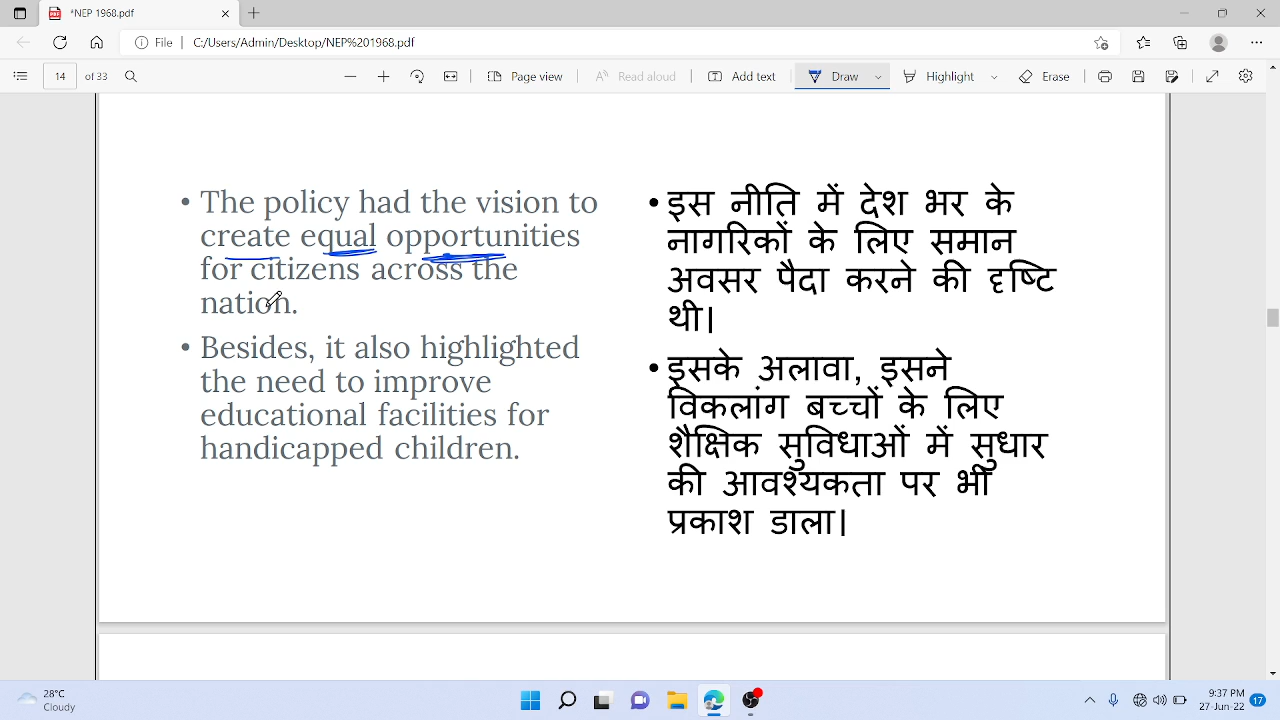 *NEP 1968.pdf
File
C:/Users/Admin/Desktop/NEP%201968.pdf
14 of 33
Page view
Read aloud
Add text
Draw
Highlight
Erase
• The policy had the vision to
create equal opportunities
for citizens across the
nation.
• Besides, it also highlighted
the need to improve
educational facilities for
handicapped children.
• इस नीति में देश भर के
नागरिकों के लिए समान
अवसर पैदा करने की दृष्टि
थी।
• इसके अलावा, इसने
विकलांग बच्चों के लिए
शैक्षिक सुविधाओं में सुधार
की आवश्यकता पर भी
प्रकाश डाला।
28°C
Cloudy
9:37 PM
27-Jun-22
17